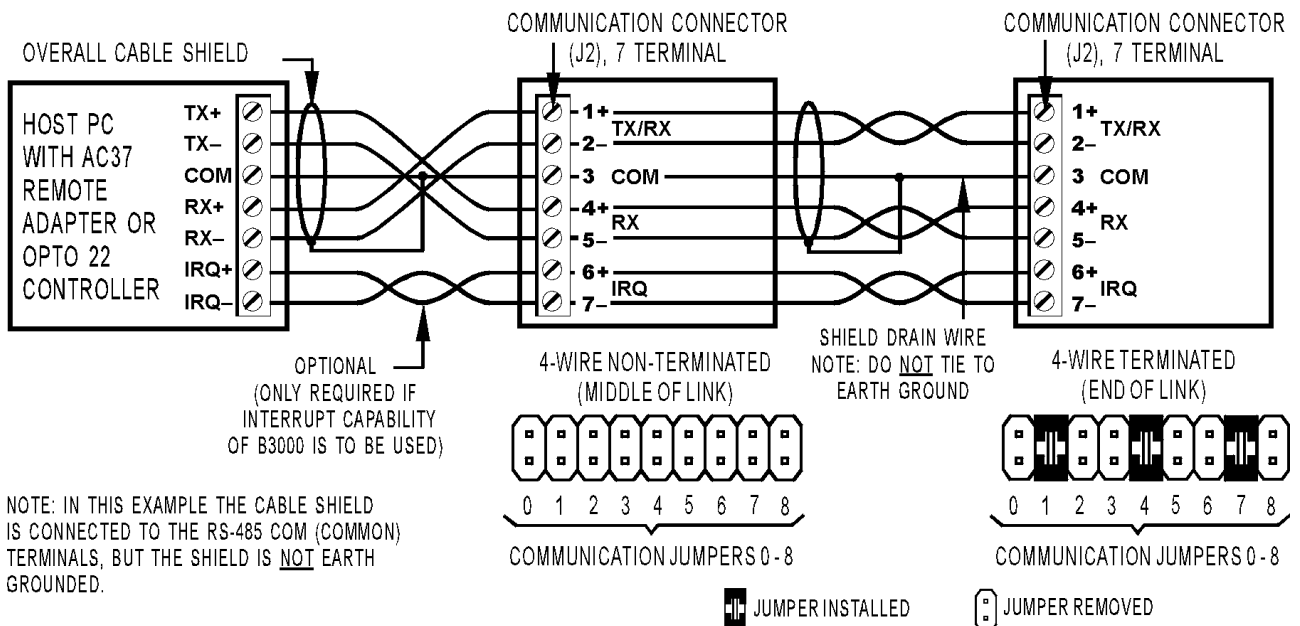 COMMUNICATION CONNECTOR
(J2), 7 TERMINAL
COMMUNICATION CONNECTOR
(J2), 7 TERMINAL
OVERALL CABLE SHIELD
HOST PC
WITH AC37
REMOTE
ADAPTER OR
OPTO 22
CONTROLLER
TX+
TX–
COM
RX+
RX–
IRQ+
IRQ–
1+
TX/RX
2–
3 COM
4+
RX
5–
6+
IRQ
7–
1+
TX/RX
2–
3 COM
4+
RX
5–
6+
IRQ
7–
OPTIONAL
(ONLY REQUIRED IF
INTERRUPT CAPABILITY
OF B3000 IS TO BE USED)
4-WIRE NON-TERMINATED
(MIDDLE OF LINK)
SHIELD DRAIN WIRE
NOTE: DO NOT TIE TO
EARTH GROUND
4-WIRE TERMINATED
(END OF LINK)
0 1 2 3 4 5 6 7 8
COMMUNICATION JUMPERS 0 - 8
0 1 2 3 4 5 6 7 8
COMMUNICATION JUMPERS 0 - 8
NOTE: IN THIS EXAMPLE THE CABLE SHIELD
IS CONNECTED TO THE RS-485 COM (COMMON)
TERMINALS, BUT THE SHIELD IS NOT EARTH
GROUNDED.
JUMPER INSTALLED
JUMPER REMOVED